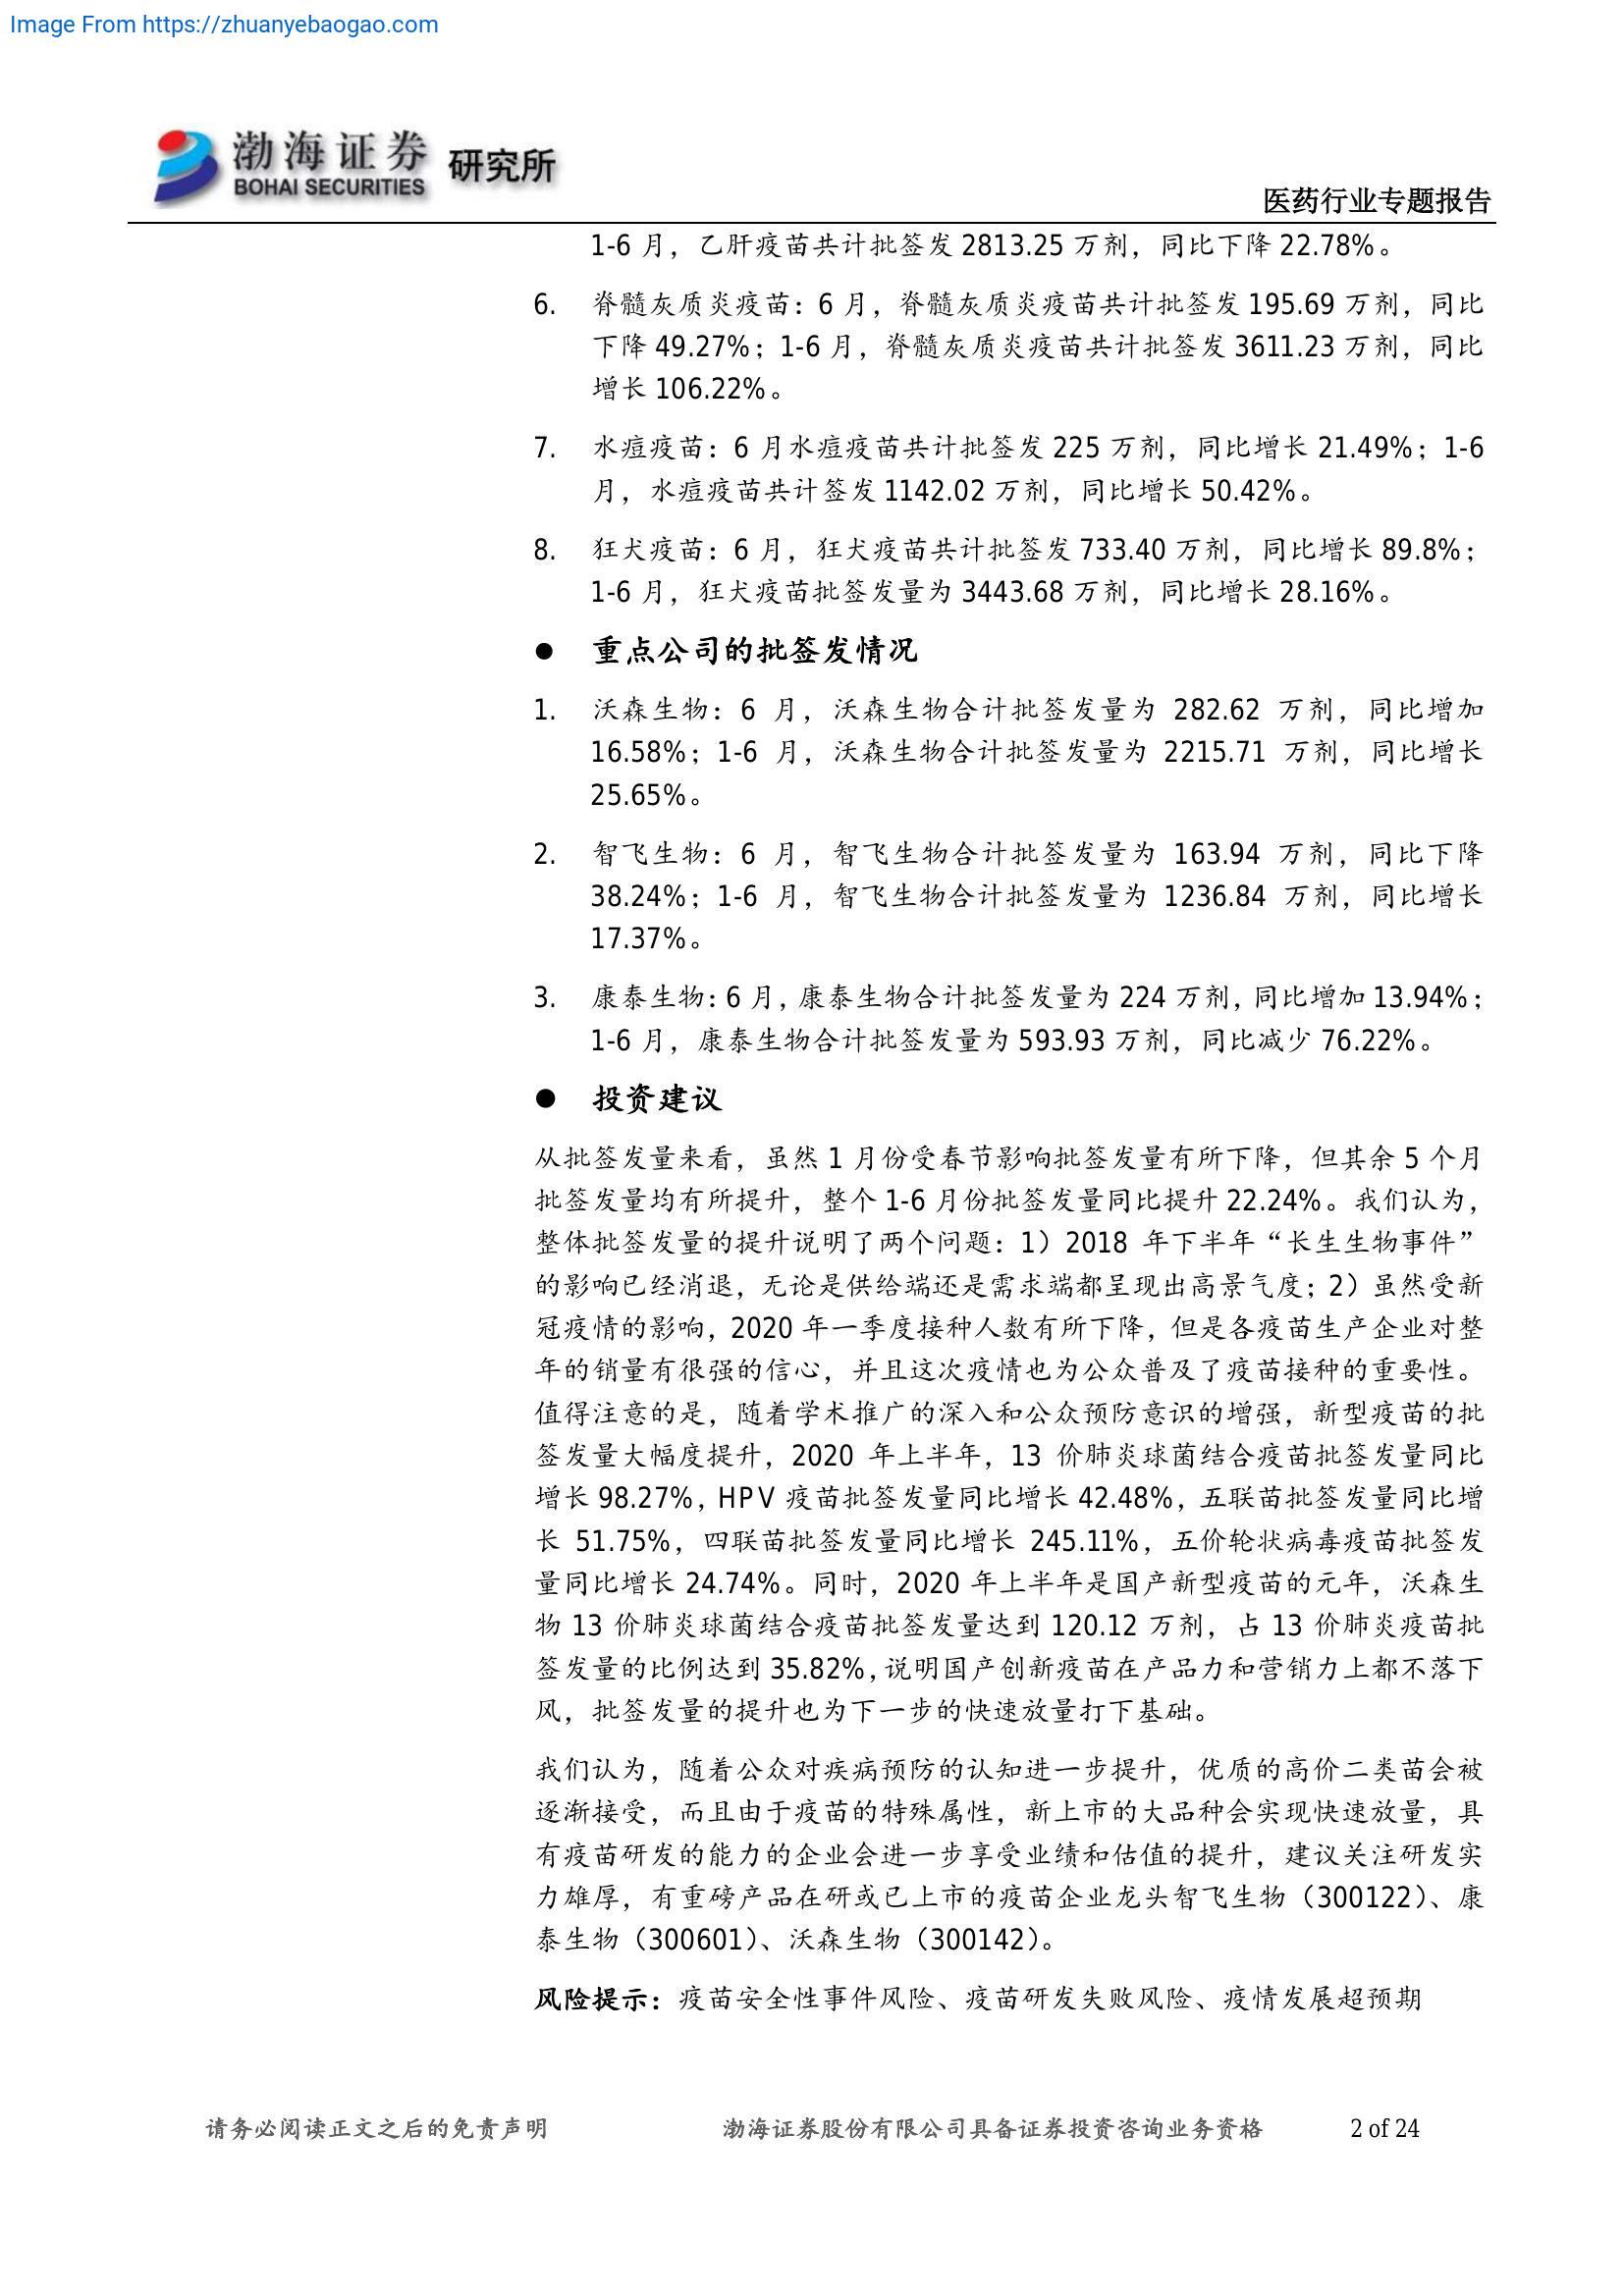 Image From https://zhuanyebaogao.com
渤海证券 研究所
BOHAI SECURITIES
医药行业专题报告
1-6 月，乙肝疫苗共计批签发 2813.25 万剂，同比下降 22.78%。
6. 脊髓灰质炎疫苗：6 月，脊髓灰质炎疫苗共计批签发 195.69 万剂，同比
下降 49.27%；1-6 月，脊髓灰质炎疫苗共计批签发 3611.23 万剂，同比
增长 106.22%。
7. 水痘疫苗：6 月水痘疫苗共计批签发 225 万剂，同比增长 21.49%；1-6
月，水痘疫苗共计签发 1142.02 万剂，同比增长 50.42%。
8. 狂犬疫苗：6 月，狂犬疫苗共计批签发 733.40 万剂，同比增长 89.8%；
1-6 月，狂犬疫苗批签发量为 3443.68 万剂，同比增长 28.16%。
● 重点公司的批签发情况
1. 沃森生物：6 月，沃森生物合计批签发量为 282.62 万剂，同比增加
16.58%；1-6 月，沃森生物合计批签发量为 2215.71 万剂，同比增长
25.65%。
2. 智飞生物：6 月，智飞生物合计批签发量为 163.94 万剂，同比下降
38.24%；1-6 月，智飞生物合计批签发量为 1236.84 万剂，同比增长
17.37%。
3. 康泰生物：6 月，康泰生物合计批签发量为 224 万剂，同比增加 13.94%；
1-6 月，康泰生物合计批签发量为 593.93 万剂，同比减少 76.22%。
● 投资建议
从批签发量来看，虽然 1 月份受春节影响批签发量有所下降，但其余 5 个月
批签发量均有所提升，整个 1-6 月份批签发量同比提升 22.24%。我们认为，
整体批签发量的提升说明了两个问题：1）2018 年下半年“长生生物事件”
的影响已经消退，无论是供给端还是需求端都呈现出高景气度；2）虽然受新
冠疫情的影响，2020 年一季度接种人数有所下降，但是各疫苗生产企业对整
年的销量有很强的信心，并且这次疫情也为公众普及了疫苗接种的重要性。
值得注意的是，随着学术推广的深入和公众预防意识的增强，新型疫苗的批
签发量大幅度提升，2020 年上半年，13 价肺炎球菌结合疫苗批签发量同比
增长 98.27%，HPV 疫苗批签发量同比增长 42.48%，五联苗批签发量同比增
长 51.75%，四联苗批签发量同比增长 245.11%，五价轮状病毒疫苗批签发
量同比增长 24.74%。同时，2020 年上半年是国产新型疫苗的元年，沃森生
物 13 价肺炎球菌结合疫苗批签发量达到 120.12 万剂，占 13 价肺炎疫苗批
签发量的比例达到 35.82%，说明国产创新疫苗在产品力和营销力上都不落下
风，批签发量的提升也为下一步的快速放量打下基础。
我们认为，随着公众对疾病预防的认知进一步提升，优质的高价二类苗会被
逐渐接受，而且由于疫苗的特殊属性，新上市的大品种会实现快速放量，具
有疫苗研发的能力的企业会进一步享受业绩和估值的提升，建议关注研发实
力雄厚，有重磅产品在研或已上市的疫苗企业龙头智飞生物（300122）、康
泰生物（300601）、沃森生物（300142）。
风险提示：疫苗安全性事件风险、疫苗研发失败风险、疫情发展超预期
请务必阅读正文之后的免责声明 渤海证券股份有限公司具备证券投资咨询业务资格 2 of 24